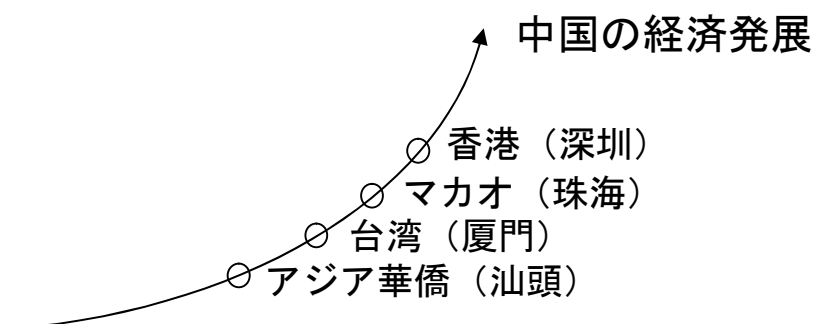 中国の経済発展
香港（深圳）
マカオ（珠海）
台湾（厦門）
アジア華僑（汕頭）